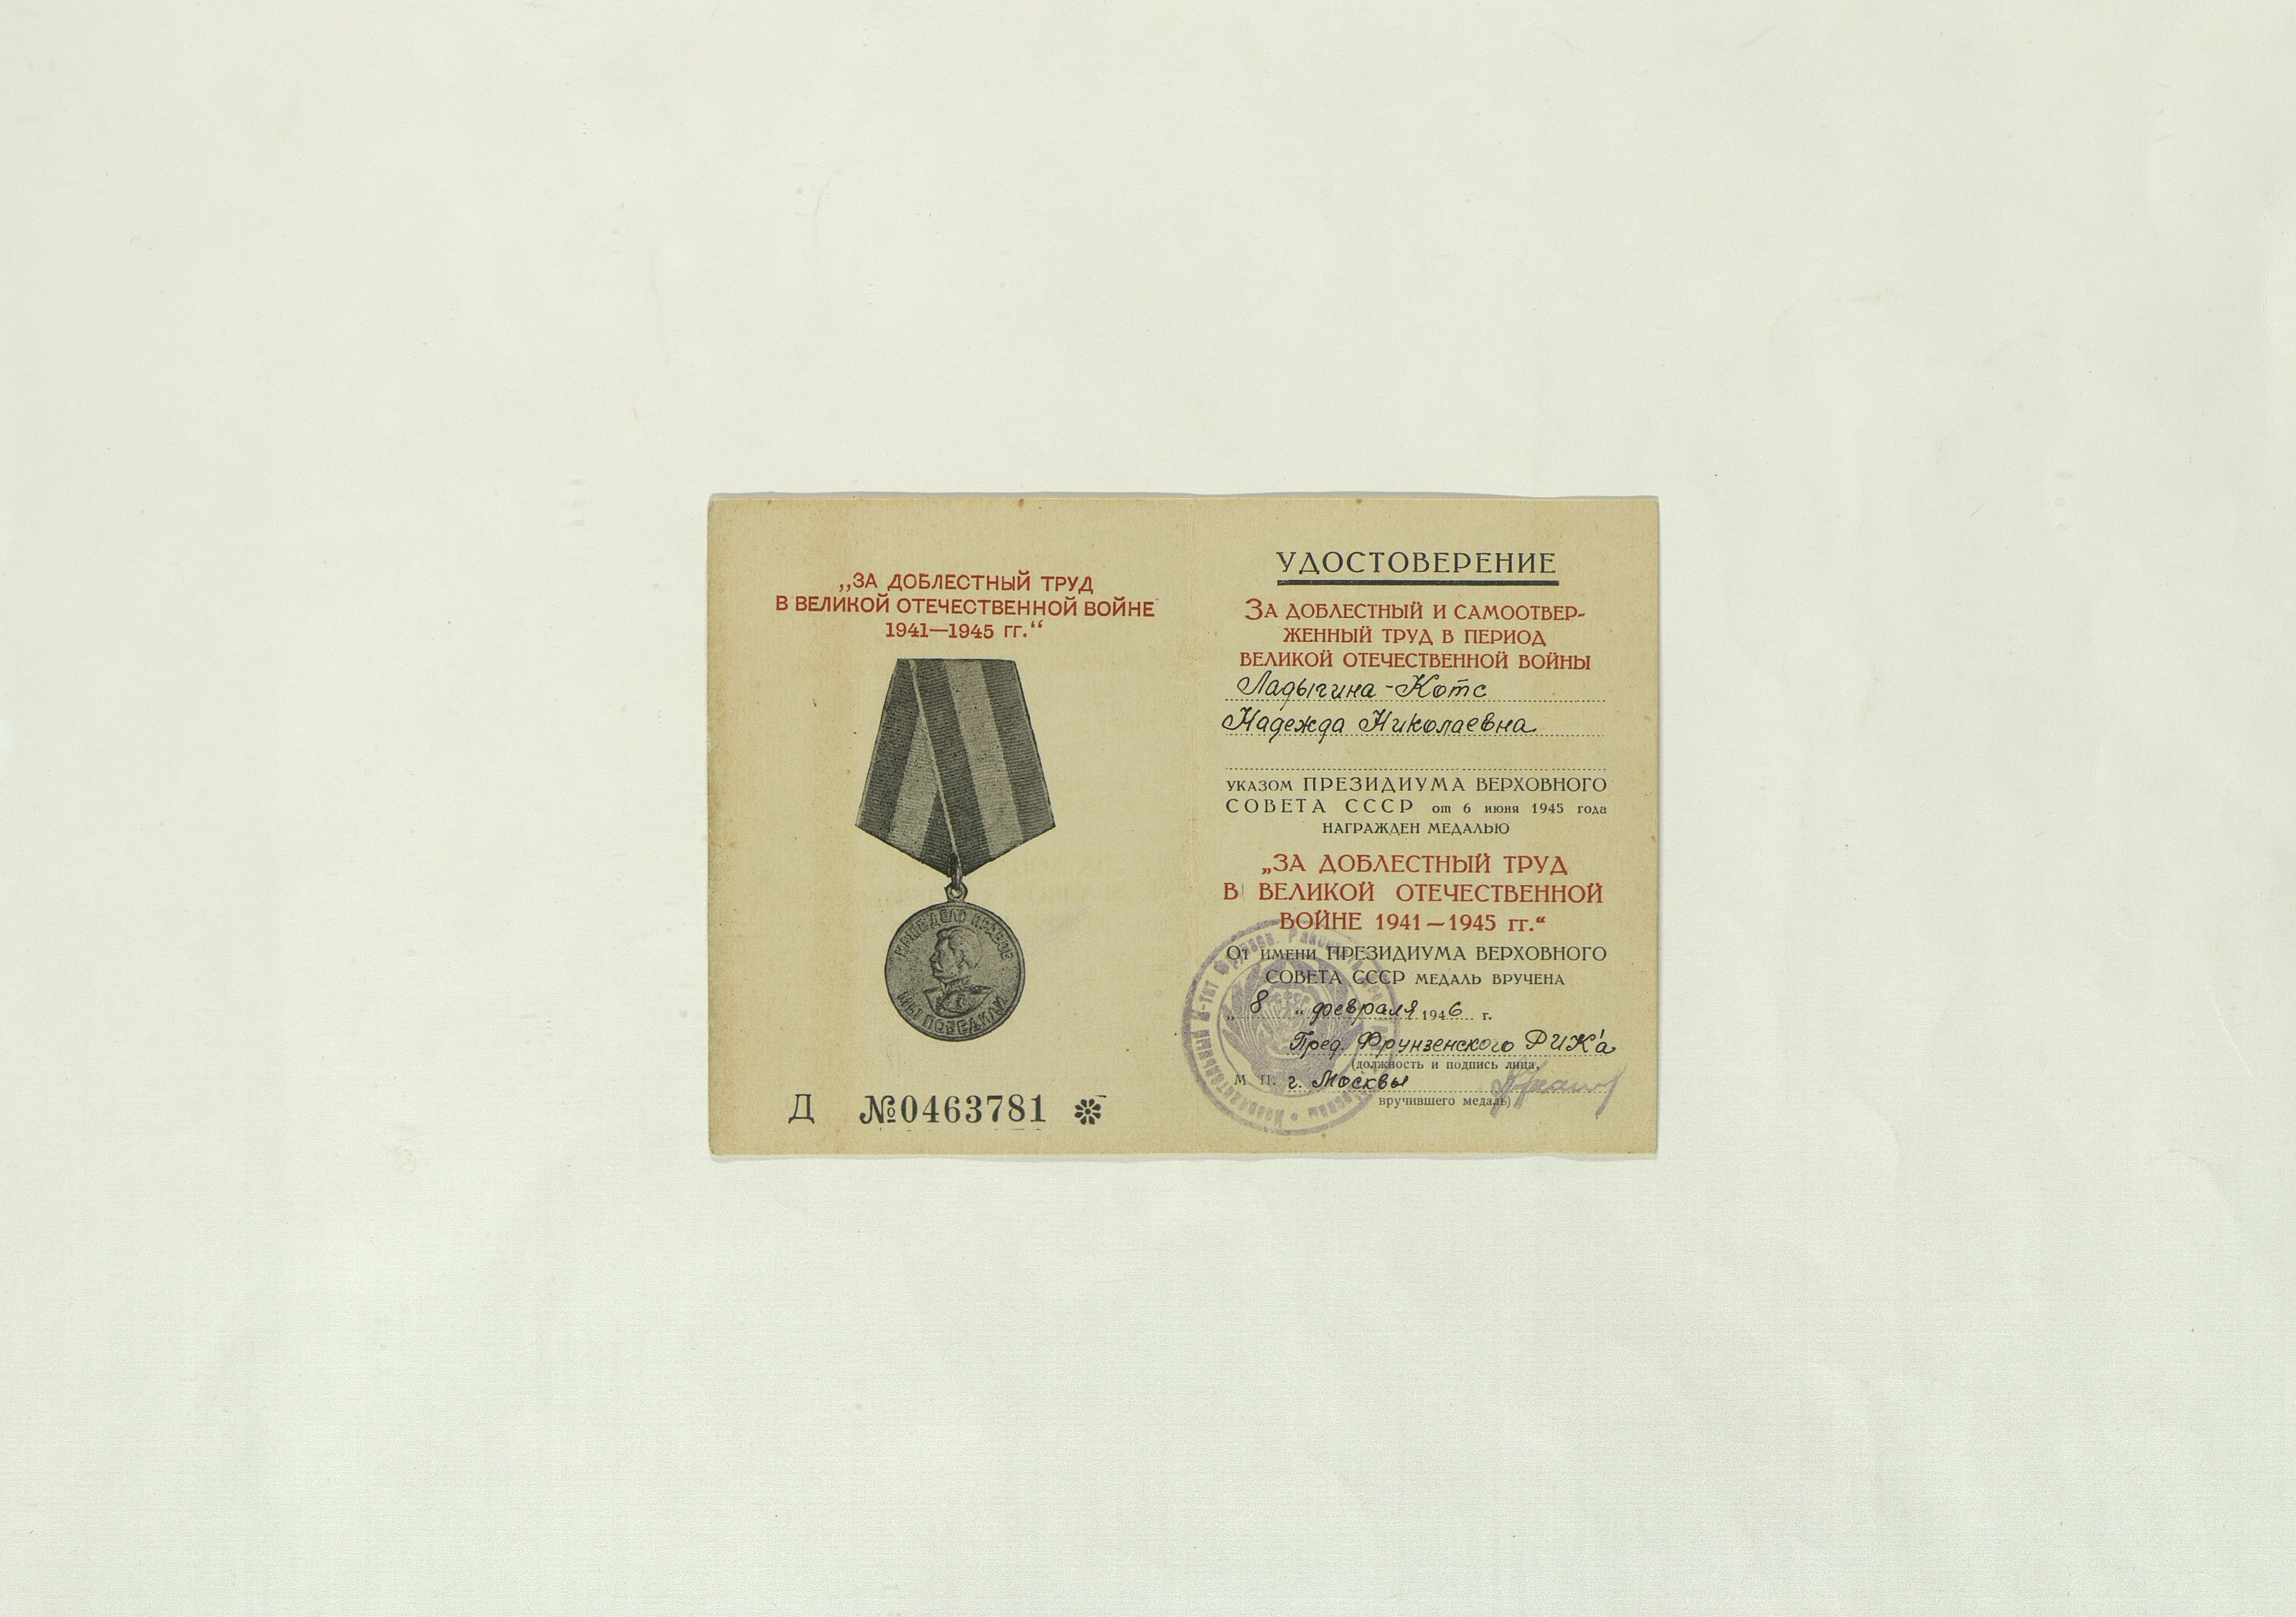 „ЗА ДОБЛЕСТНЫЙ ТРУД
В ВЕЛИКОЙ ОТЕЧЕСТВЕННОЙ ВОЙНЕ
1941—1945 гг.“
НАШЕ ДЕЛО ПРАВОЕ
МЫ ПОБЕДИЛИ
Д №0463781
УДОСТОВЕРЕНИЕ
ЗА ДОБЛЕСТНЫЙ И САМООТВЕР-
ЖЕННЫЙ ТРУД В ПЕРИОД
ВЕЛИКОЙ ОТЕЧЕСТВЕННОЙ ВОЙНЫ
Ладыгина-Котс
Надежда Николаевна
УКАЗОМ ПРЕЗИДИУМА ВЕРХОВНОГО
СОВЕТА СССР от 6 июня 1945 года
НАГРАЖДЕН МЕДАЛЬЮ
„ЗА ДОБЛЕСТНЫЙ ТРУД
В ВЕЛИКОЙ ОТЕЧЕСТВЕННОЙ
ВОЙНЕ 1941—1945 гг.“
От имени ПРЕЗИДИУМА ВЕРХОВНОГО
СОВЕТА СССР МЕДАЛЬ ВРУЧЕНА
„8“ февраля 1946 г.
Пред. Фрунзенского РИК'а
(должность и подпись лица,
М. П. г. Москвы
вручившего медаль)